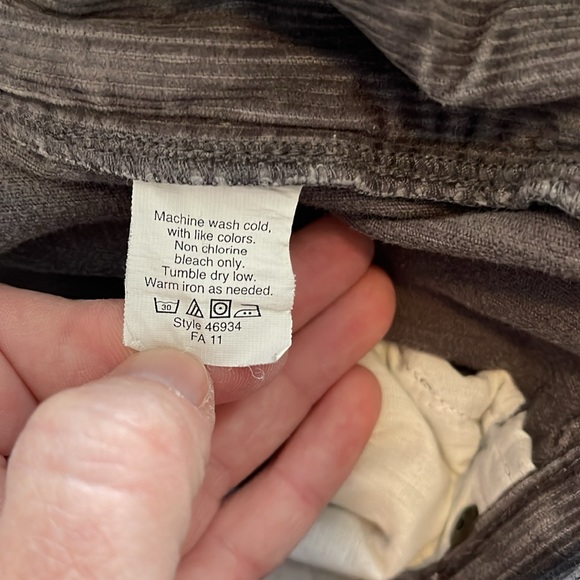 Machine wash cold,
with like colors.
Non chlorine
bleach only.
Tumble dry low.
Warm iron as needed.
30
Style 46934
FA 11